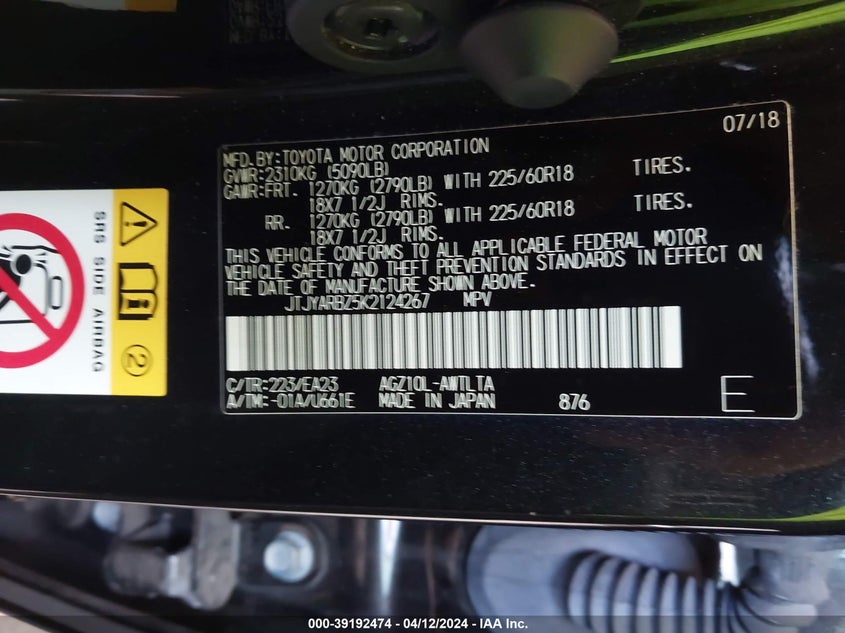 07/18
MFD.BY:TOYOTA MOTOR CORPORATION
GVWR:2310KG (5090LB)
GAWR:FRT. 1270KG (2790LB) WITH 225/60R18 TIRES.
18X7 1/2J RIMS.
RR. 1270KG (2790LB) WITH 225/60R18 TIRES.
18X7 1/2J RIMS.
THIS VEHICLE CONFORMS TO ALL APPLICABLE FEDERAL MOTOR
VEHICLE SAFETY AND THEFT PREVENTION STANDARDS IN EFFECT ON
THE DATE OF MANUFACTURE SHOWN ABOVE.
JTJYARBZ5K2124267 MPV
C/TR:223/EA23 AGZ10L-AWTLTA
A/TM:-01A/U661E MADE IN JAPAN 876 E
SRS SIDE AIRBAG
2
000-39192474 - 04/12/2024 - IAA Inc.